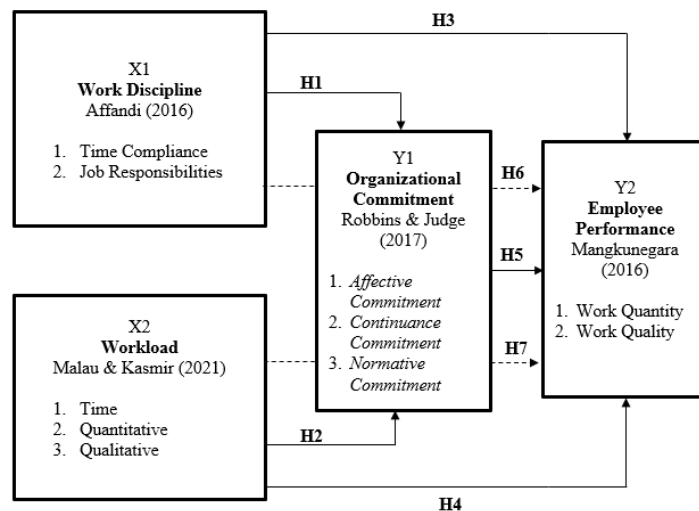 H3
X1
Work Discipline
Affandi (2016)
1. Time Compliance
2. Job Responsibilities
H1
Y1
Organizational
Commitment
Robbins & Judge
(2017)
1. Affective
Commitment
2. Continuance
Commitment
3. Normative
Commitment
H6
H5
H7
Y2
Employee
Performance
Mangkunegara
(2016)
1. Work Quantity
2. Work Quality
X2
Workload
Malau & Kasmir (2021)
1. Time
2. Quantitative
3. Qualitative
H2
H4